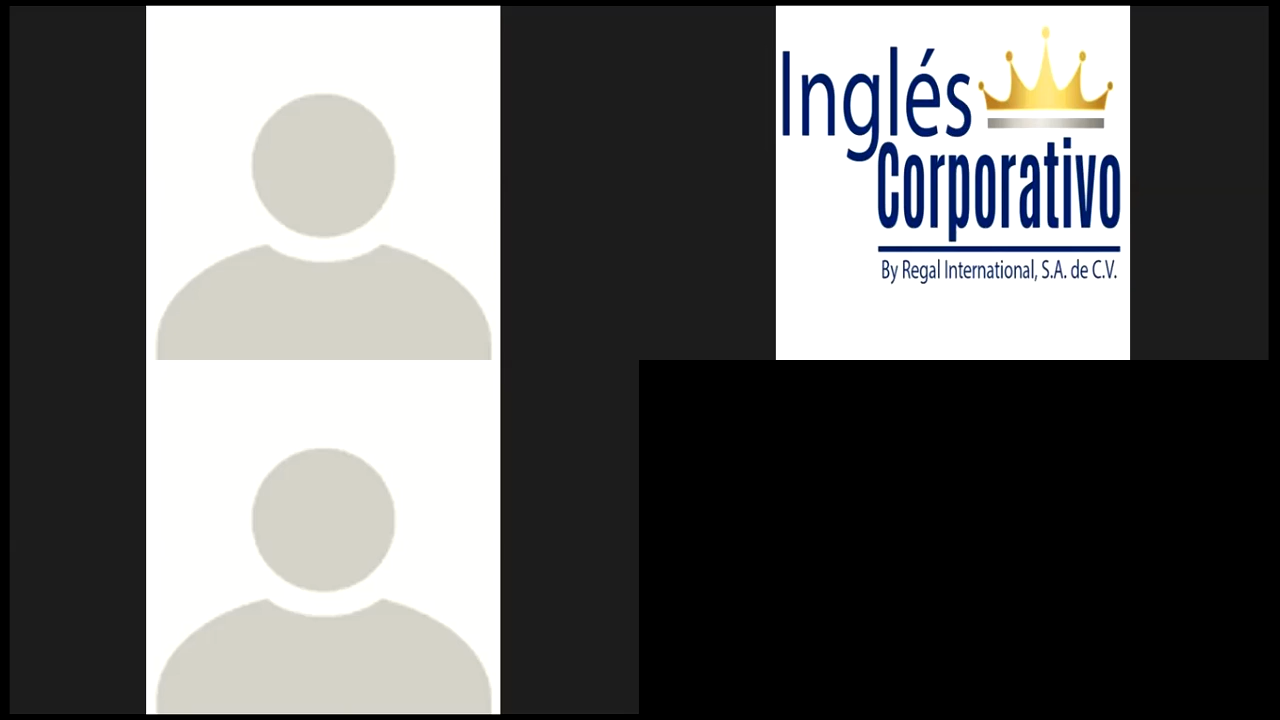 Inglés
Corporativo
By Regal International, S.A. de C.V.